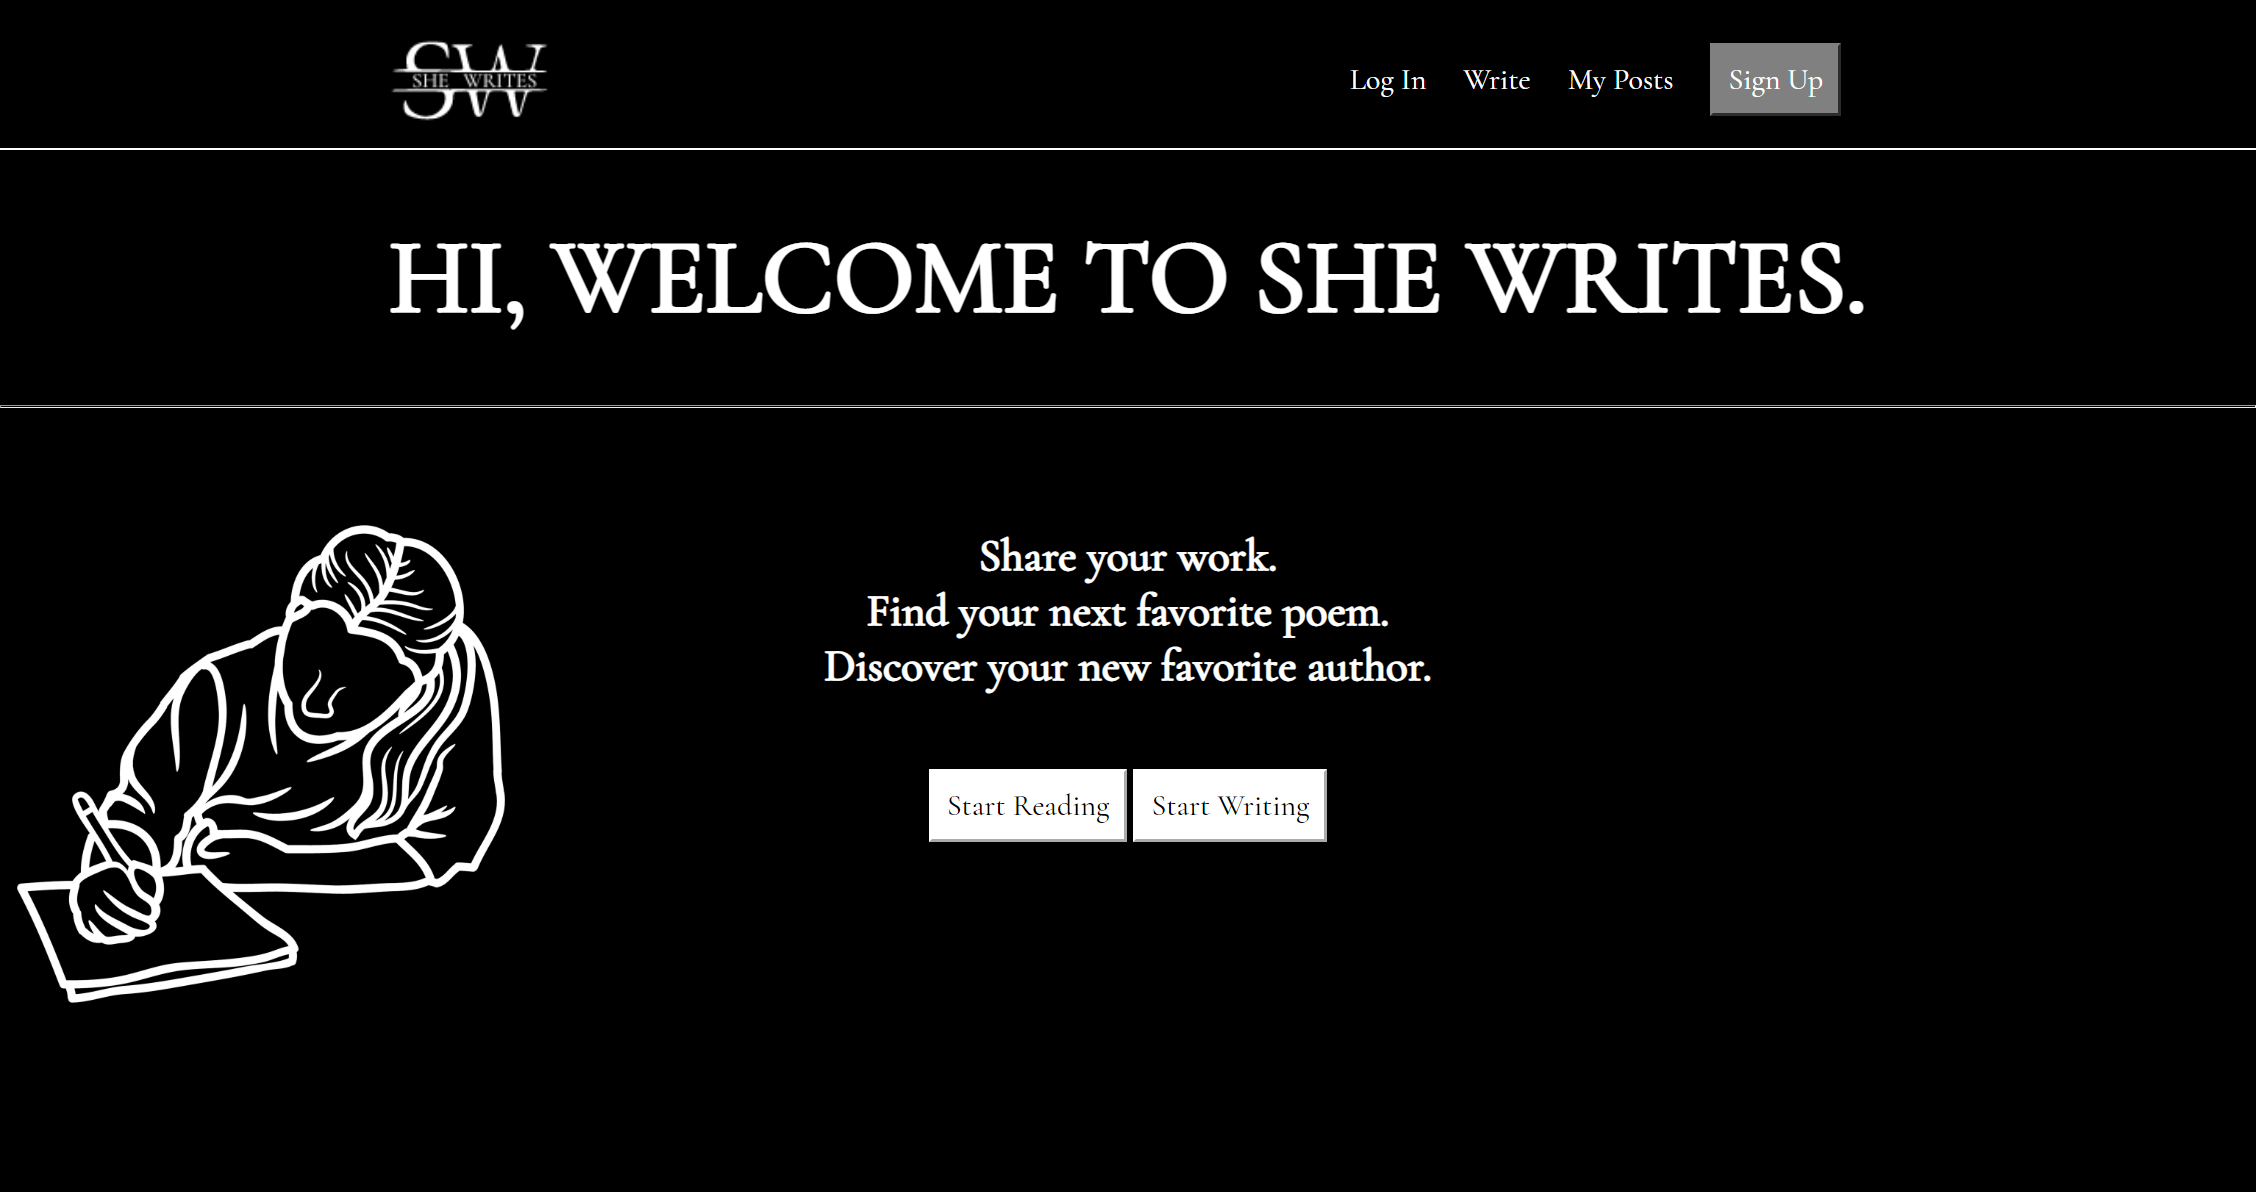 SW
SHE WRITES
Log In
Write
My Posts
Sign Up
HI, WELCOME TO SHE WRITES.
Share your work.
Find your next favorite poem.
Discover your new favorite author.
Start Reading
Start Writing